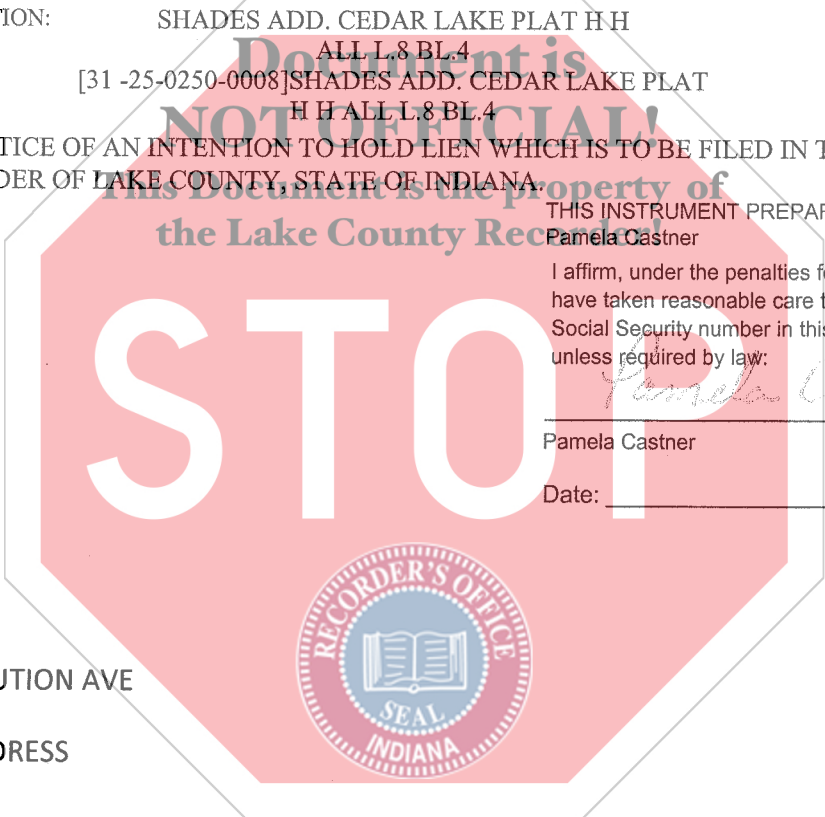 TION:
SHADES ADD. CEDAR LAKE PLAT H H
ALL L.8 BL.4
[31 -25-0250-0008]SHADES ADD. CEDAR LAKE PLAT
H H ALL L.8 BL.4
Document is
NOT OFFICIAL!
TICE OF AN INTENTION TO HOLD LIEN WHICH IS TO BE FILED IN T
DER OF LAKE COUNTY, STATE OF INDIANA.
This Document is the property of
the Lake County Recorder!
THIS INSTRUMENT PREPAR
Pamela Castner
I affirm, under the penalties f
have taken reasonable care t
Social Security number in this
unless required by law:
Pamela C
Pamela Castner
Date:
STOP
RECORDER'S OFFICE
SEAL
INDIANA
UTION AVE
DRESS